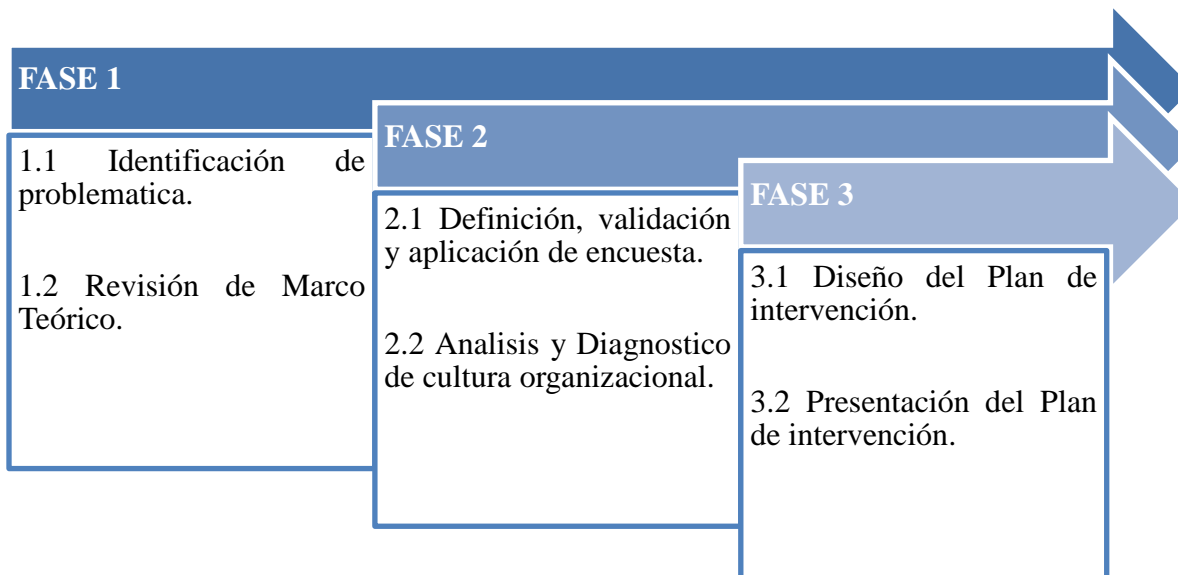 FASE 1
1.1 Identificación de
problematica.
1.2 Revisión de Marco
Teórico.
FASE 2
2.1 Definición, validación
y aplicación de encuesta.
2.2 Analisis y Diagnostico
de cultura organizacional.
FASE 3
3.1 Diseño del Plan de
intervención.
3.2 Presentación del Plan
de intervención.